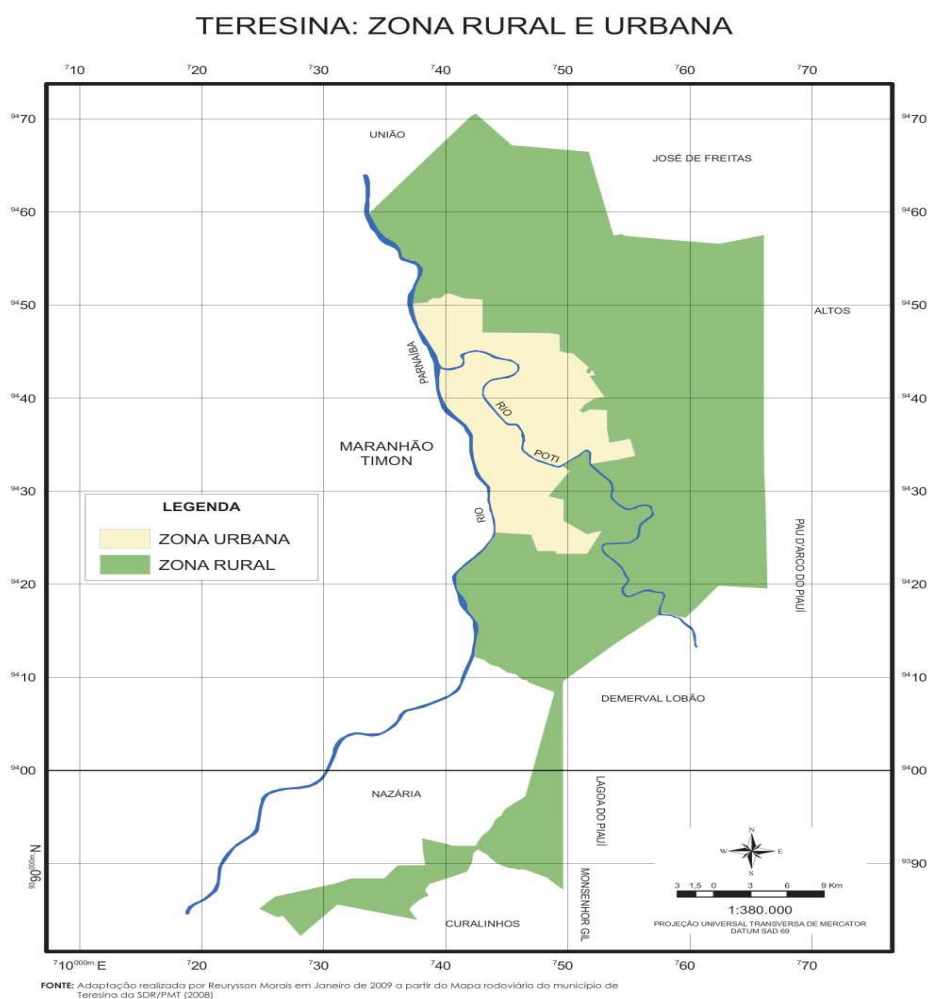 TERESINA: ZONA RURAL E URBANA
710 720 730 740 750 760 770
9470 9470
UNIÃO
JOSÉ DE FREITAS
9460 9460
9450 9450
ALTOS
PARNAÍBA
9440 9440
RIO
MARANHÃO
TIMON
POTI
9430 9430
LEGENDA
RIO
ZONA URBANA
ZONA RURAL
PAU D'ARCO DO PIAUÍ
9420 9420
9410 9410
DEMERVAL LOBÃO
9400 9400
NAZÁRIA
LAGOA DO PIAUÍ
N
W E
S
9390000m.N 9390
3 1,5 0 3 6 9 Km
1:380.000
MONSENHOR GIL
CURALINHOS
PROJEÇÃO UNIVERSAL TRANSVERSA DE MERCATOR
DATUM SAD 69
710000m.E 720 730 740 750 760 770
FONTE: Adaptação realizada por Reurysson Morais em Janeiro de 2009 a partir do Mapa rodoviário do município de
Teresina da SDR/PMT (2008)